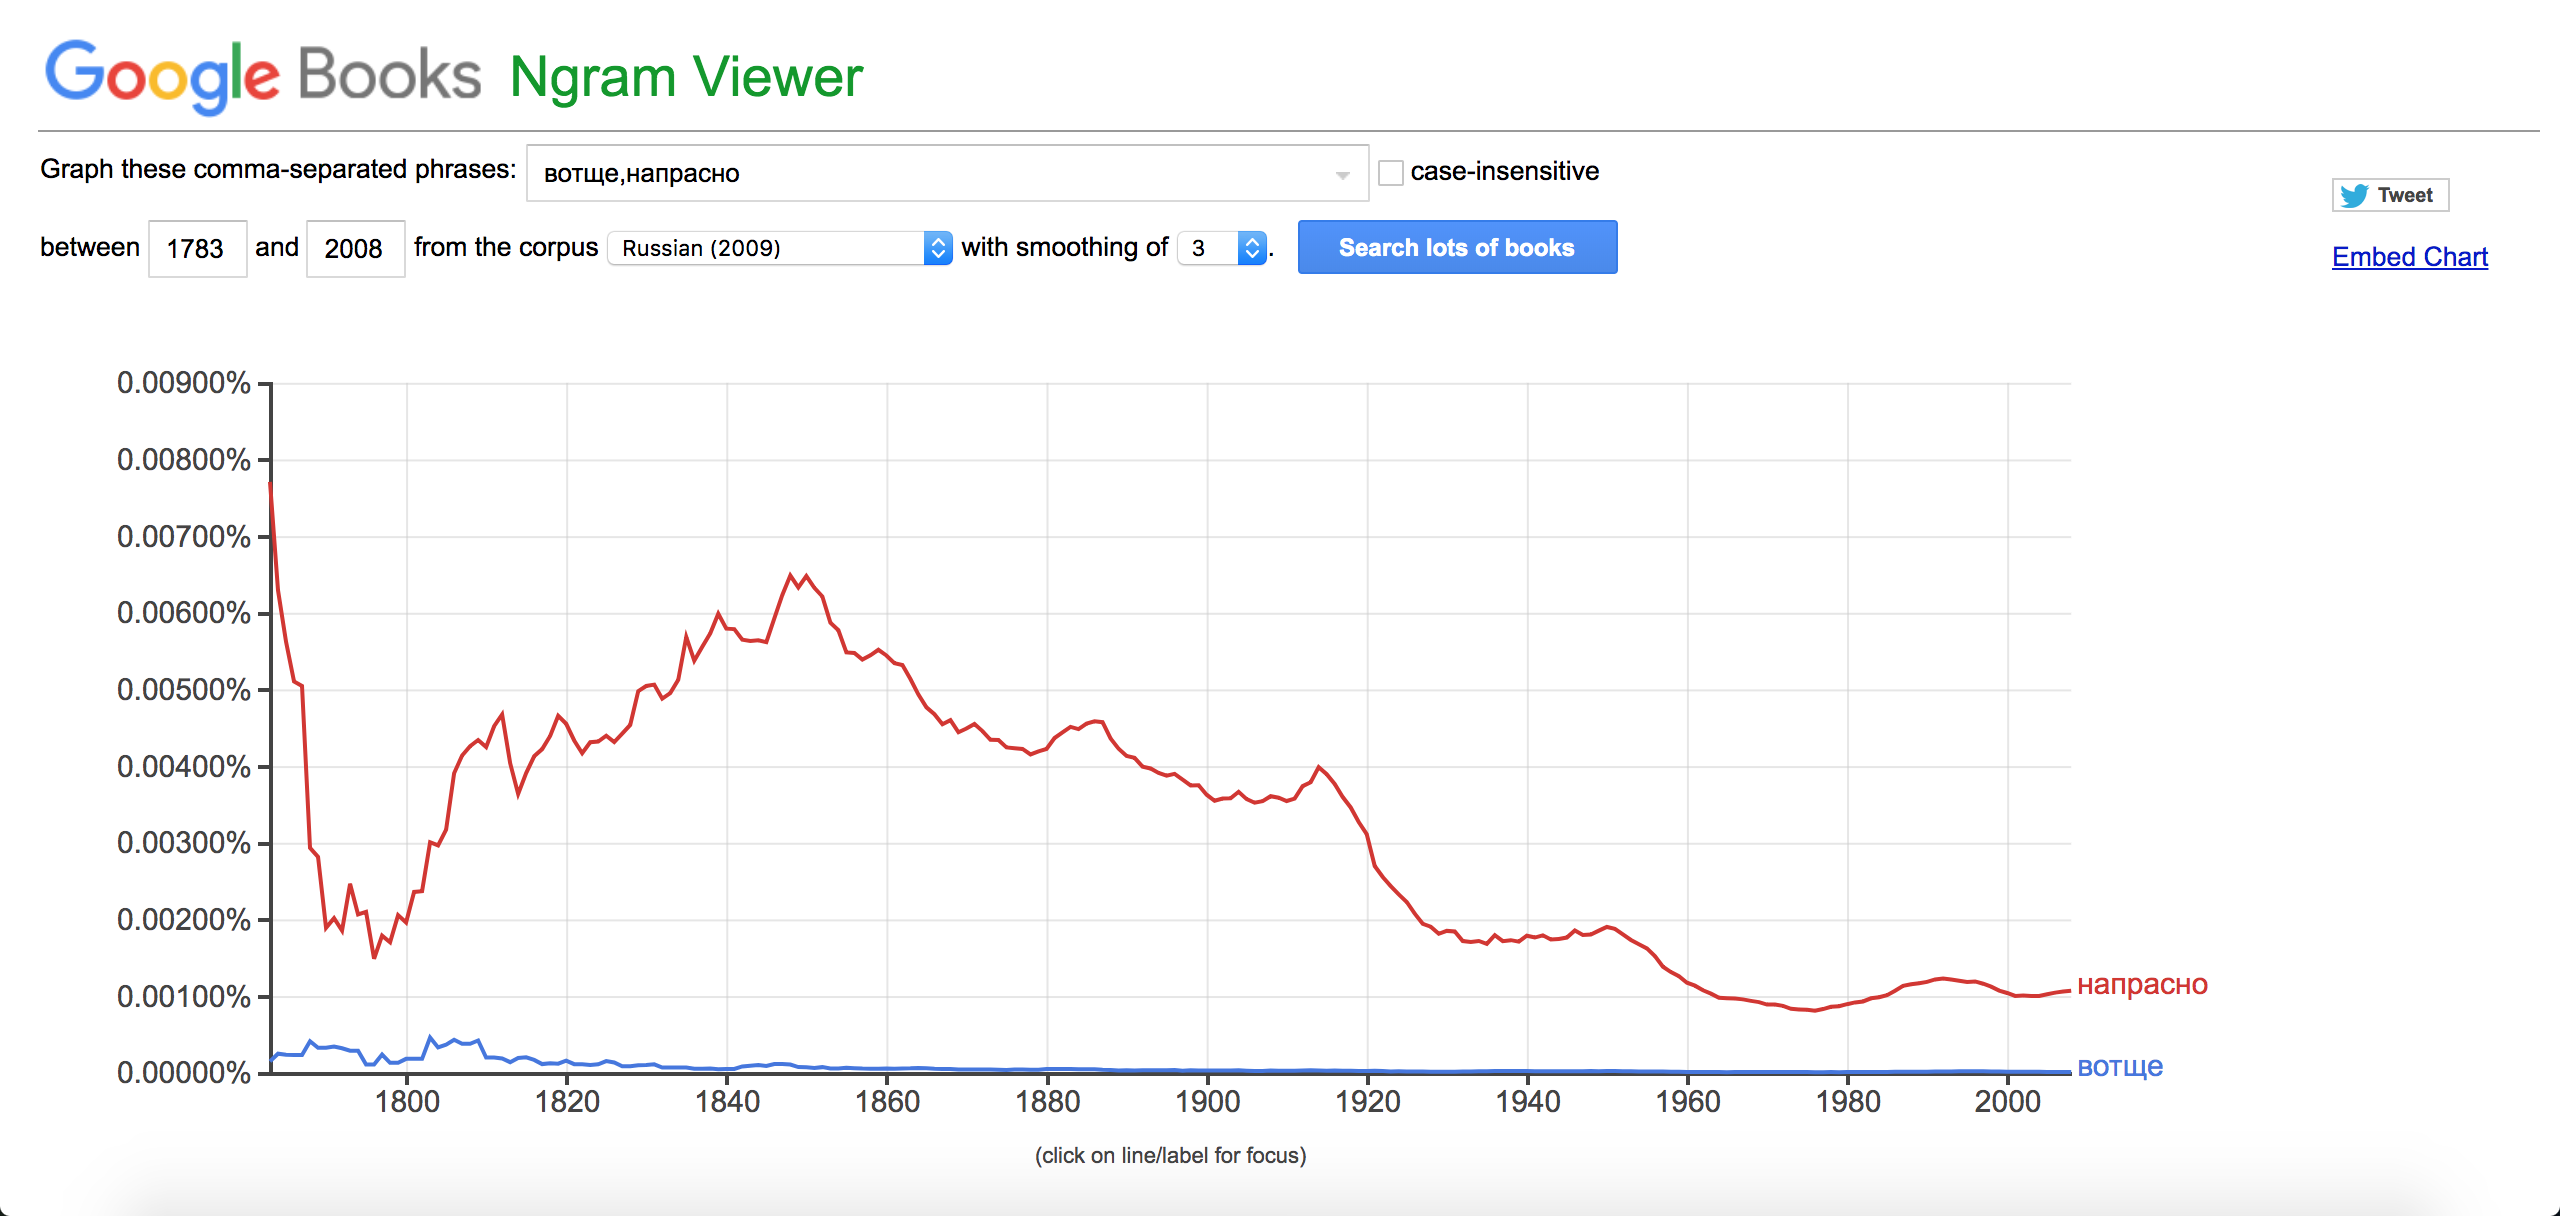 Google Books Ngram Viewer
Graph these comma-separated phrases: вотще,напрасно case-insensitive
Tweet
between 1783 and 2008 from the corpus Russian (2009) with smoothing of 3 . Search lots of books
Embed Chart
0.00900%
0.00800%
0.00700%
0.00600%
0.00500%
0.00400%
0.00300%
0.00200%
0.00100%
0.00000%
напрасно
вотще
1800 1820 1840 1860 1880 1900 1920 1940 1960 1980 2000
(click on line/label for focus)